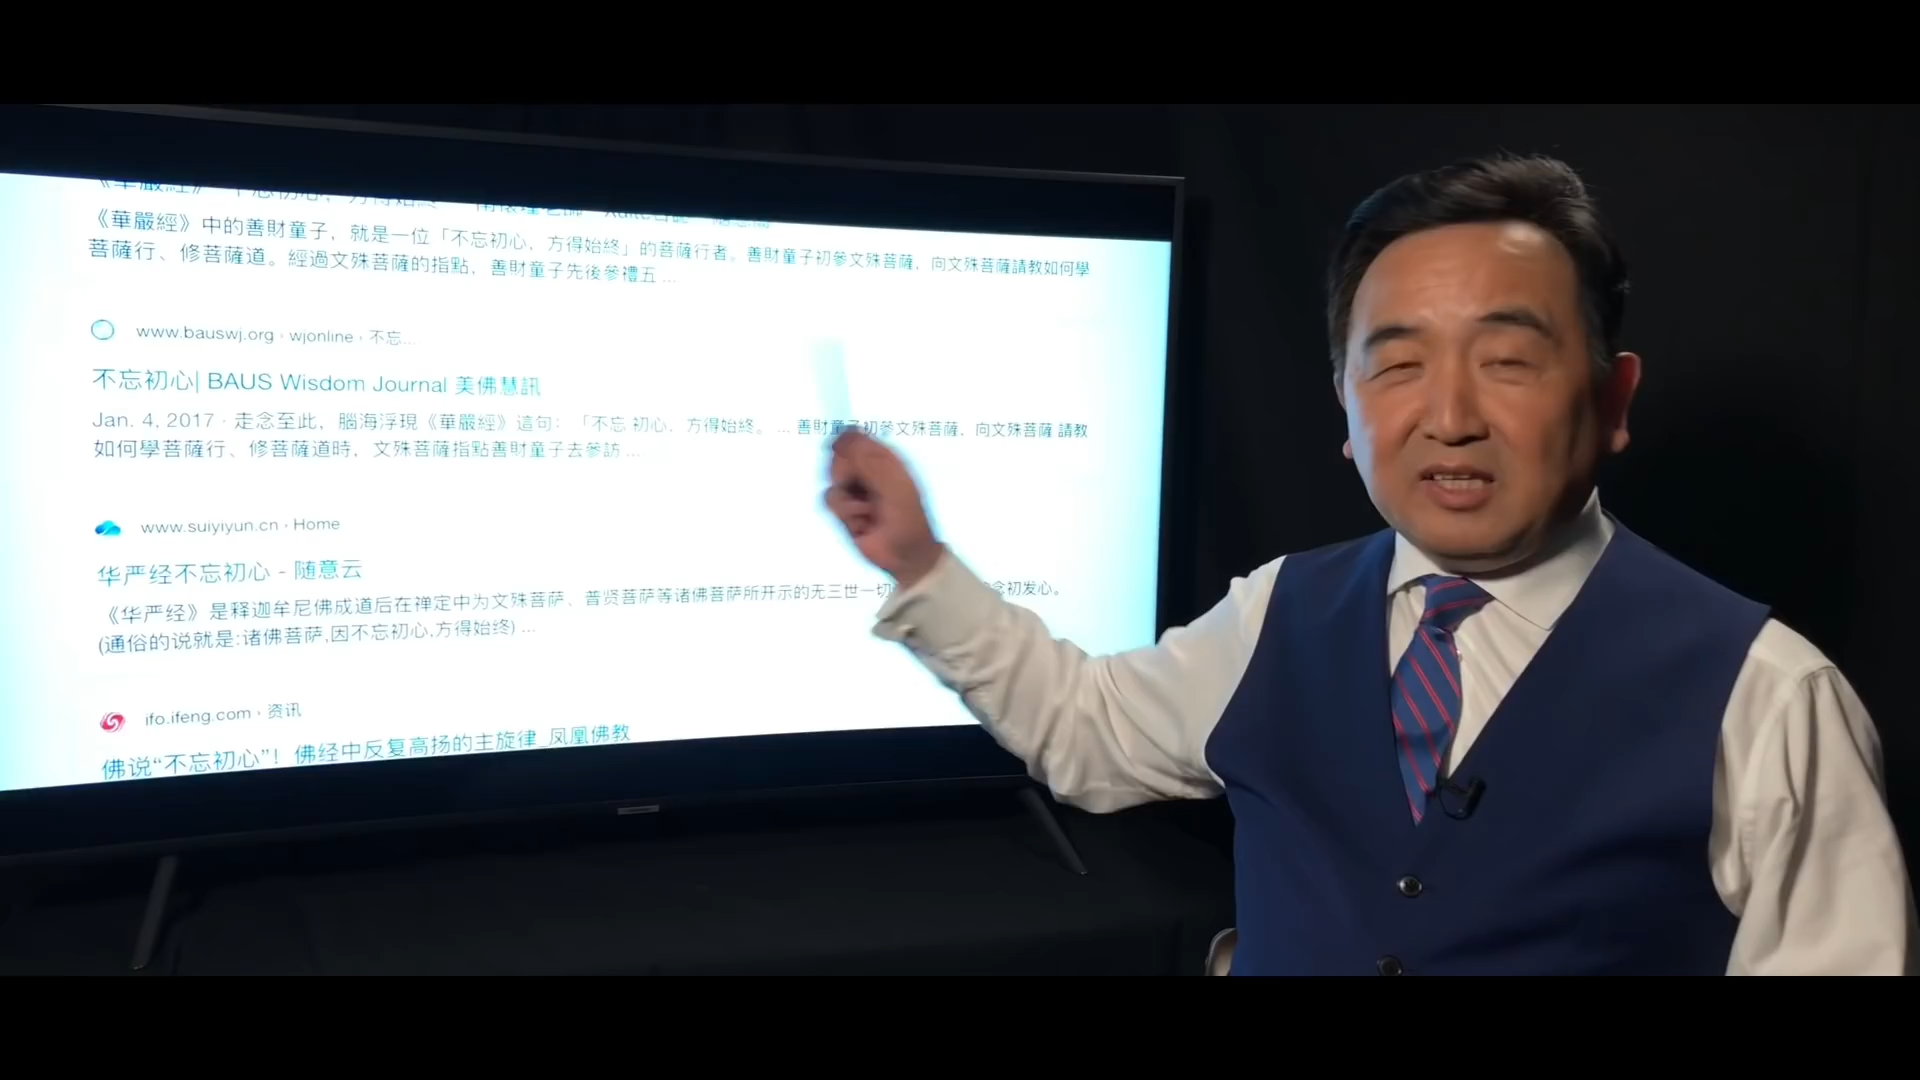 《華嚴經》中的善財童子，就是一位「不忘初心，方得始終」的菩薩行者。善財童子初參文殊菩薩，向文殊菩薩請教如何學
菩薩行、修菩薩道。經過文殊菩薩的指點，善財童子先後參禮五 ...
www.bauswj.org › wjonline › 不忘...
不忘初心| BAUS Wisdom Journal 美佛慧訊
Jan. 4, 2017 · 走念至此，腦海浮現《華嚴經》這句：「不忘 初心，方得始終。 ... 善財童子初參文殊菩薩，向文殊菩薩 請教
如何學菩薩行、修菩薩道時，文殊菩薩指點善財童子去參訪 ...
www.suiyiyun.cn › Home
华严经不忘初心 - 随意云
《华严经》是释迦牟尼佛成道后在禅定中为文殊菩萨、普贤菩萨等诸佛菩萨所开示的无三世一切 念初发心。
(通俗的说就是:诸佛菩萨,因不忘初心,方得始终) ...
ifo.ifeng.com › 资讯
佛说“不忘初心”！佛经中反复高扬的主旋律_凤凰佛教